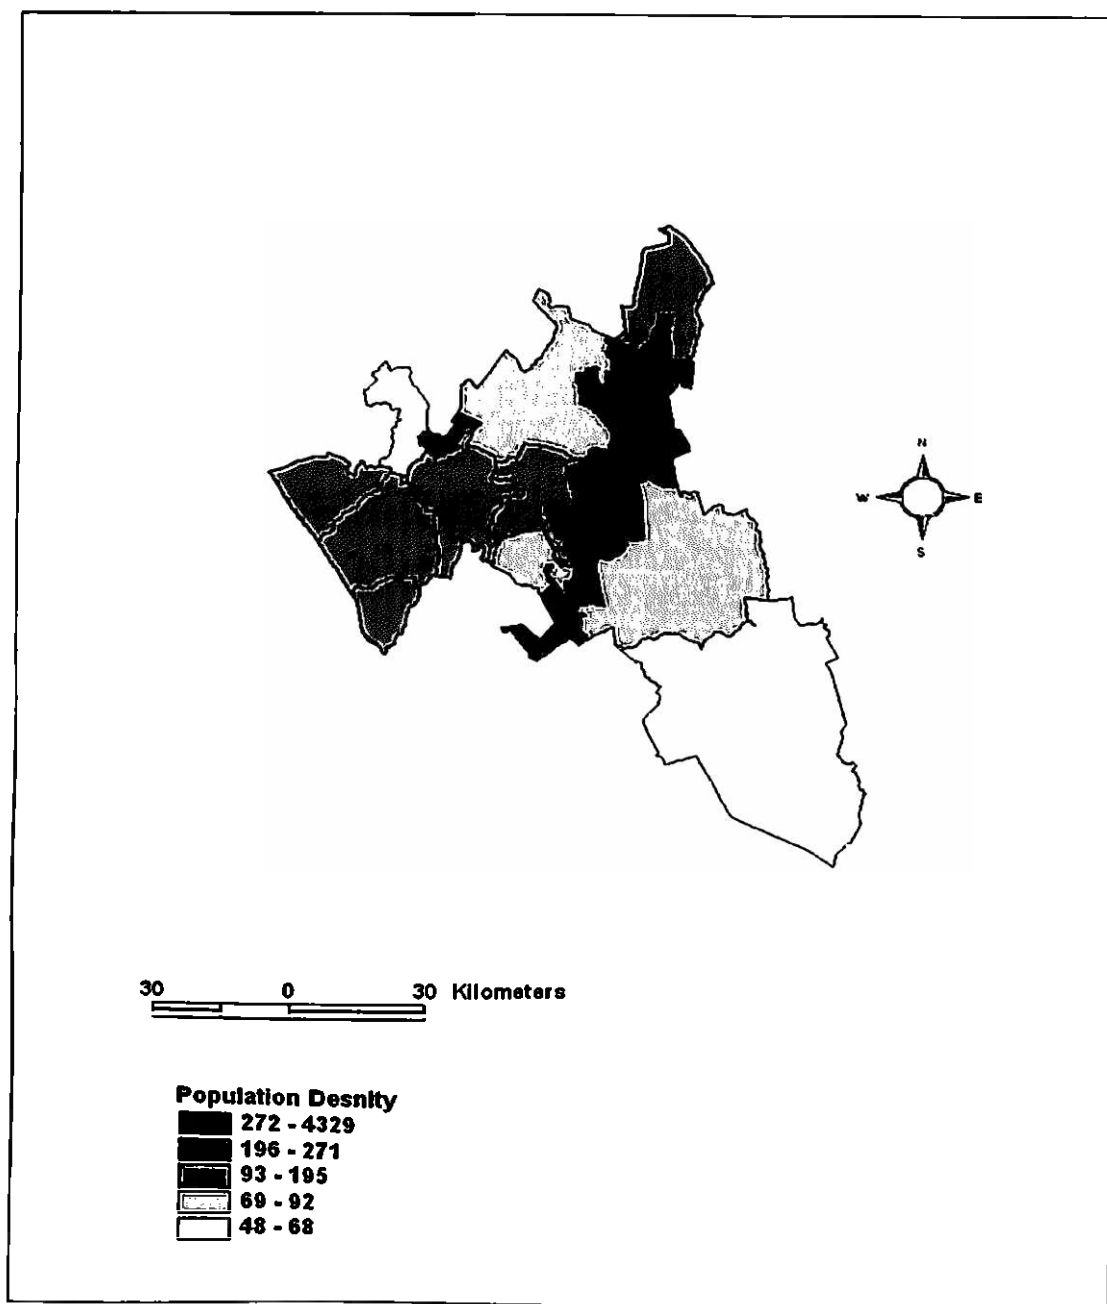 N
W E
S
30 0 30 Kilometers
Population Desnity
272 - 4329
196 - 271
93 - 195
69 - 92
48 - 68